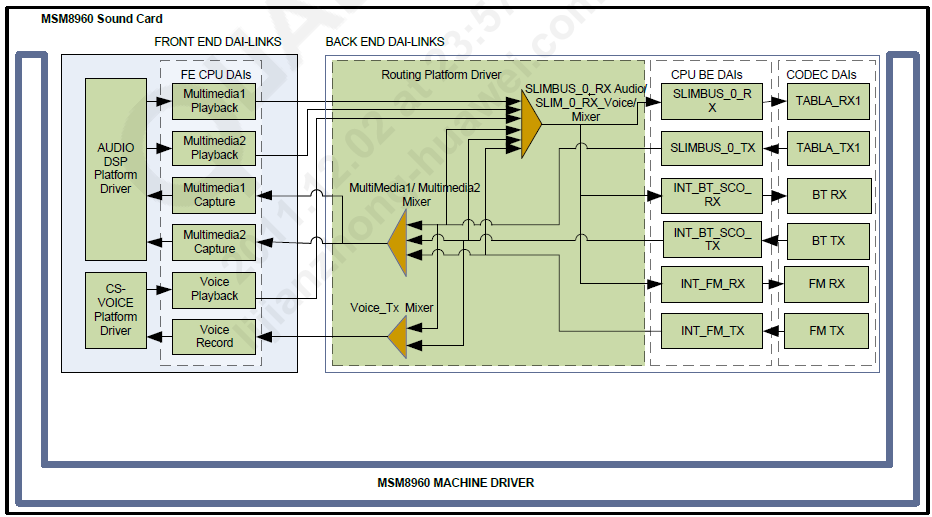 MSM8960 Sound Card
FRONT END DAI-LINKS
BACK END DAI-LINKS
FE CPU DAIs
Routing Platform Driver
CPU BE DAIs
CODEC DAIs
AUDIO
DSP
Platform
Driver
CS-
VOICE
Platform
Driver
Multimedia1
Playback
Multimedia2
Playback
Multimedia1
Capture
Multimedia2
Capture
Voice
Playback
Voice
Record
SLIMBUS_0_RX Audio/
SLIM_0_RX_Voice/
Mixer
MultiMedia1/ Multimedia2
Mixer
Voice_Tx Mixer
SLIMBUS_0_R
X
SLIMBUS_0_TX
INT_BT_SCO_
RX
INT_BT_SCO_
TX
INT_FM_RX
INT_FM_TX
TABLA_RX1
TABLA_TX1
BT RX
BT TX
FM RX
FM TX
MSM8960 MACHINE DRIVER